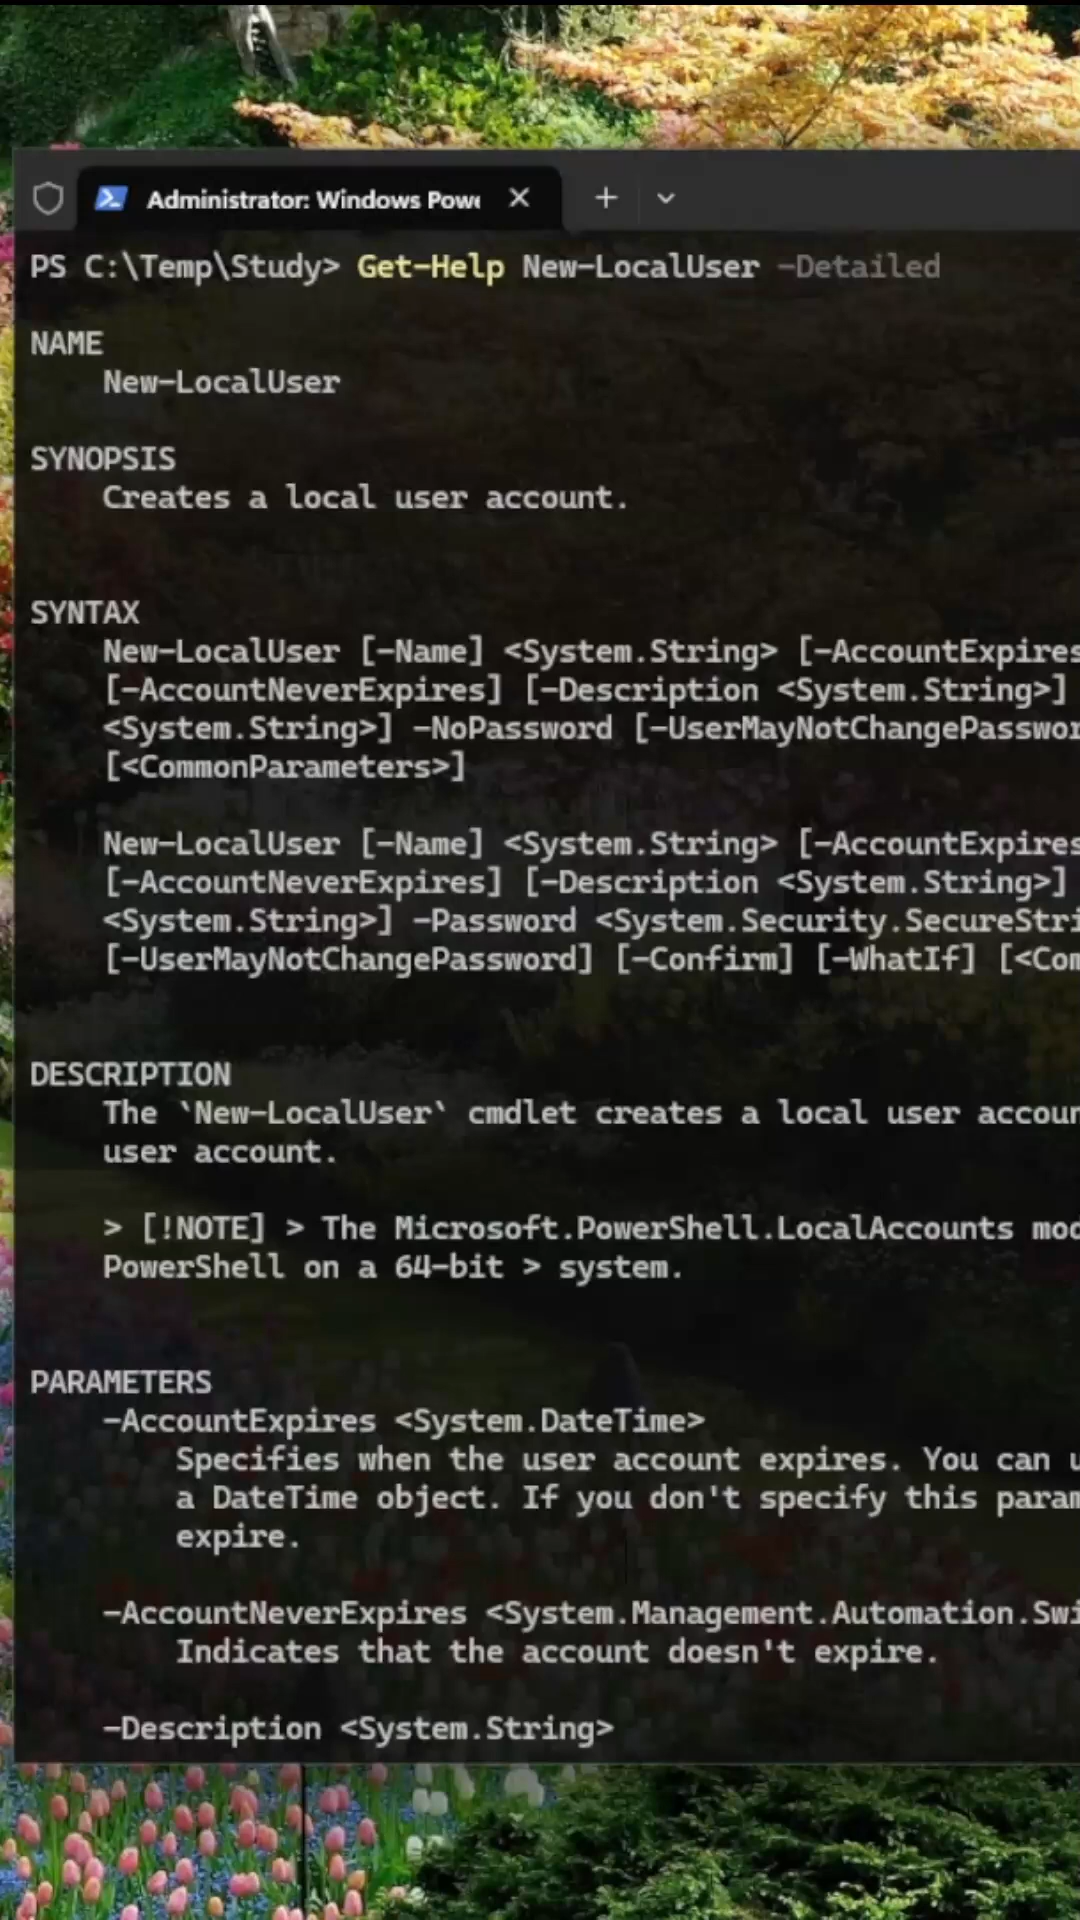 Administrator: Windows Powe
PS C:\Temp\Study> Get-Help New-LocalUser -Detailed
NAME
New-LocalUser
SYNOPSIS
Creates a local user account.
SYNTAX
New-LocalUser [-Name] <System.String> [-AccountExpires
[-AccountNeverExpires] [-Description <System.String>]
<System.String>] -NoPassword [-UserMayNotChangePasswor
[<CommonParameters>]
New-LocalUser [-Name] <System.String> [-AccountExpires
[-AccountNeverExpires] [-Description <System.String>]
<System.String>] -Password <System.Security.SecureStri
[-UserMayNotChangePassword] [-Confirm] [-WhatIf] [<Com
DESCRIPTION
The `New-LocalUser` cmdlet creates a local user accoun
user account.
> [!NOTE] > The Microsoft.PowerShell.LocalAccounts mod
PowerShell on a 64-bit > system.
PARAMETERS
-AccountExpires <System.DateTime>
Specifies when the user account expires. You can u
a DateTime object. If you don't specify this param
expire.
-AccountNeverExpires <System.Management.Automation.Swi
Indicates that the account doesn't expire.
-Description <System.String>